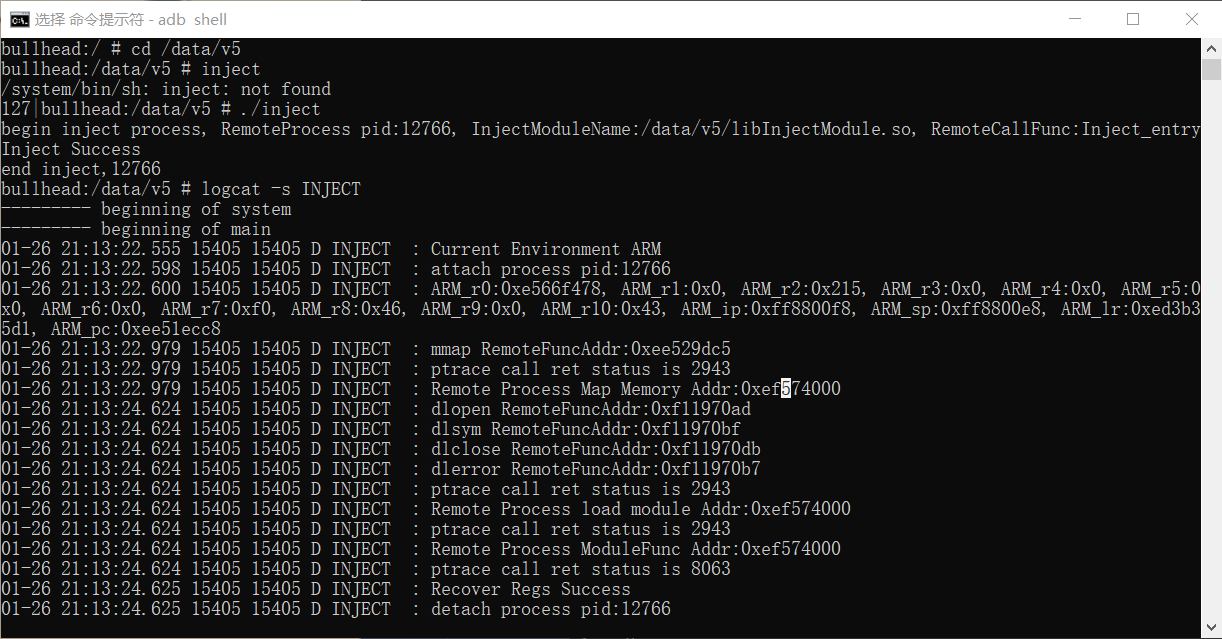 选择 命令提示符 - adb  shell
bullhead:/ # cd /data/v5
bullhead:/data/v5 # inject
/system/bin/sh: inject: not found
127|bullhead:/data/v5 # ./inject
begin inject process, RemoteProcess pid:12766, InjectModuleName:/data/v5/libInjectModule.so, RemoteCallFunc:Inject_entry
Inject Success
end inject,12766
bullhead:/data/v5 # logcat -s INJECT
--------- beginning of system
--------- beginning of main
01-26 21:13:22.555 15405 15405 D INJECT  : Current Environment ARM
01-26 21:13:22.598 15405 15405 D INJECT  : attach process pid:12766
01-26 21:13:22.600 15405 15405 D INJECT  : ARM_r0:0xe566f478, ARM_r1:0x0, ARM_r2:0x215, ARM_r3:0x0, ARM_r4:0x0, ARM_r5:0
x0, ARM_r6:0x0, ARM_r7:0xf0, ARM_r8:0x46, ARM_r9:0x0, ARM_r10:0x43, ARM_ip:0xff8800f8, ARM_sp:0xff8800e8, ARM_lr:0xed3b3
5d1, ARM_pc:0xee51ecc8
01-26 21:13:22.979 15405 15405 D INJECT  : mmap RemoteFuncAddr:0xee529dc5
01-26 21:13:22.979 15405 15405 D INJECT  : ptrace call ret status is 2943
01-26 21:13:22.979 15405 15405 D INJECT  : Remote Process Map Memory Addr:0xef574000
01-26 21:13:24.624 15405 15405 D INJECT  : dlopen RemoteFuncAddr:0xf11970ad
01-26 21:13:24.624 15405 15405 D INJECT  : dlsym RemoteFuncAddr:0xf11970bf
01-26 21:13:24.624 15405 15405 D INJECT  : dlclose RemoteFuncAddr:0xf11970db
01-26 21:13:24.624 15405 15405 D INJECT  : dlerror RemoteFuncAddr:0xf11970b7
01-26 21:13:24.624 15405 15405 D INJECT  : ptrace call ret status is 2943
01-26 21:13:24.624 15405 15405 D INJECT  : Remote Process load module Addr:0xef574000
01-26 21:13:24.624 15405 15405 D INJECT  : ptrace call ret status is 2943
01-26 21:13:24.624 15405 15405 D INJECT  : Remote Process ModuleFunc Addr:0xef574000
01-26 21:13:24.624 15405 15405 D INJECT  : ptrace call ret status is 8063
01-26 21:13:24.625 15405 15405 D INJECT  : Recover Regs Success
01-26 21:13:24.625 15405 15405 D INJECT  : detach process pid:12766